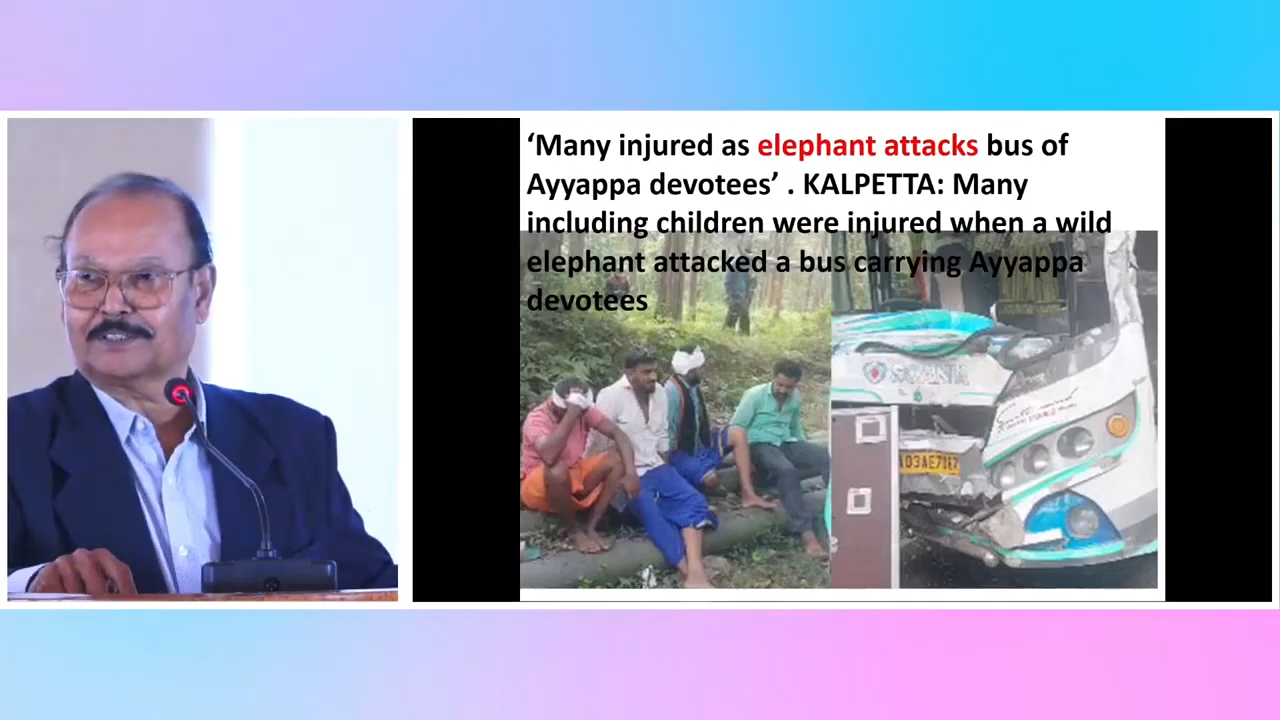 ‘Many injured as elephant attacks bus of
Ayyappa devotees’ . KALPETTA: Many
including children were injured when a wild
elephant attacked a bus carrying Ayyappa
devotees
SCANIA